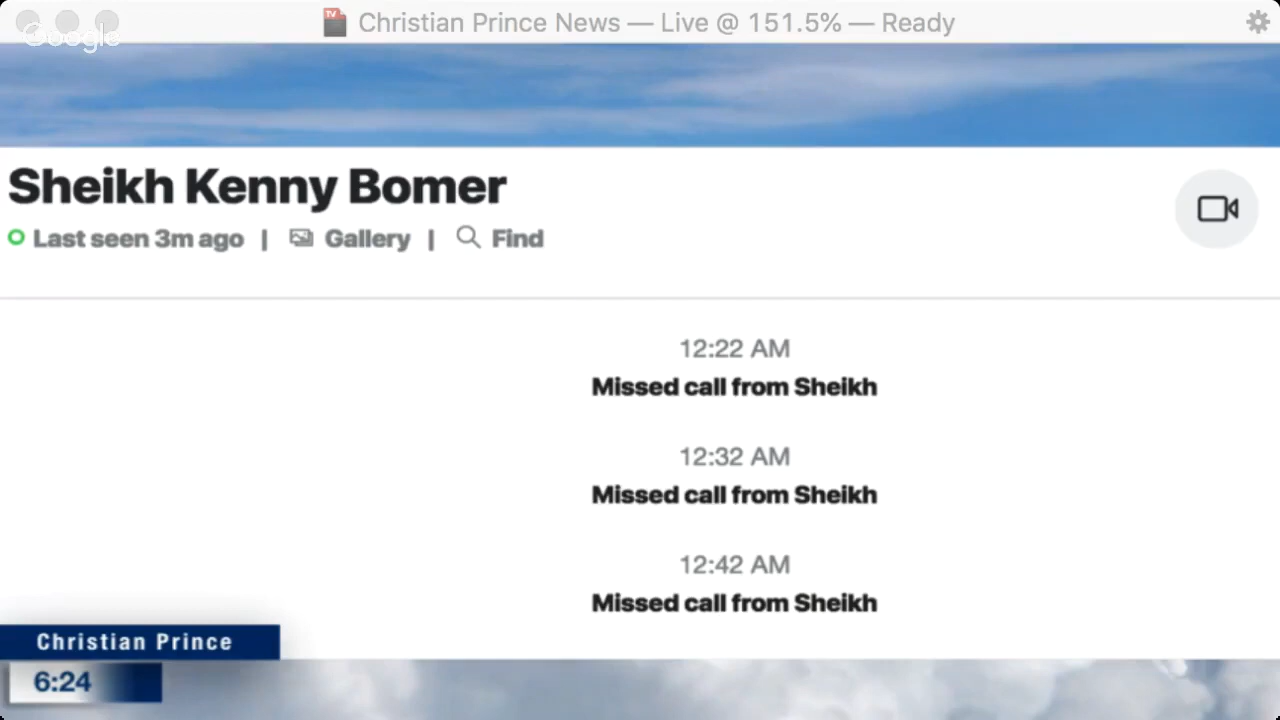 Christian Prince News — Live @ 151.5% — Ready
Google
Sheikh Kenny Bomer
Last seen 3m ago | Gallery | Find
12:22 AM
Missed call from Sheikh
12:32 AM
Missed call from Sheikh
12:42 AM
Missed call from Sheikh
Christian Prince
6:24